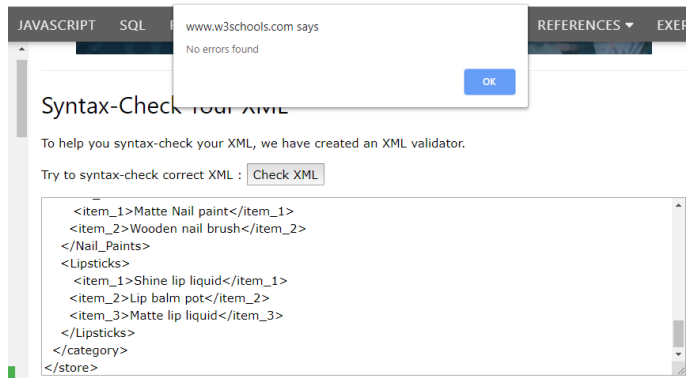 JAVASCRIPT SQL REFERENCES EXER
www.w3schools.com says
No errors found
OK
Syntax-Check Your XML
To help you syntax-check your XML, we have created an XML validator.
Try to syntax-check correct XML : Check XML
<item_1>Matte Nail paint</item_1>
<item_2>Wooden nail brush</item_2>
</Nail_Paints>
<Lipsticks>
<item_1>Shine lip liquid</item_1>
<item_2>Lip balm pot</item_2>
<item_3>Matte lip liquid</item_3>
</Lipsticks>
</category>
</store>